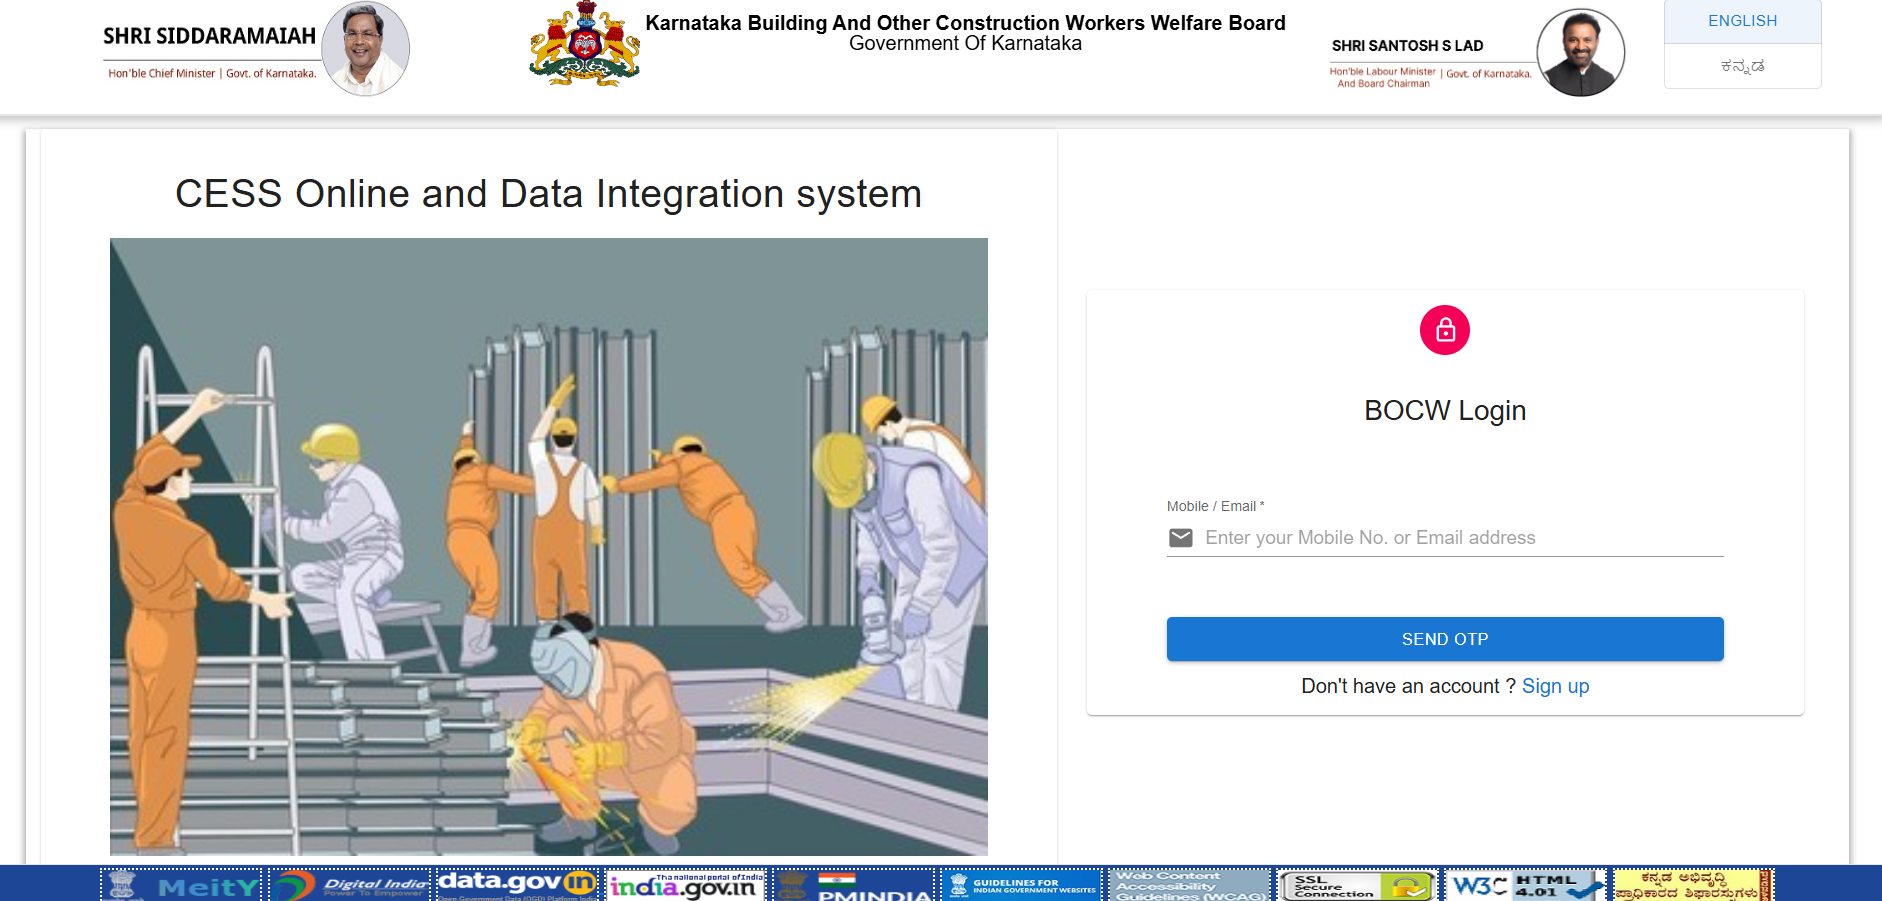 SHRI SIDDARAMAIAH
Hon'ble Chief Minister | Govt. of Karnataka.
Karnataka Building And Other Construction Workers Welfare Board
Government Of Karnataka
SHRI SANTOSH S LAD
Hon'ble Labour Minister | Govt. of Karnataka.
And Board Chairman
ENGLISH
ಕನ್ನಡ
CESS Online and Data Integration system
BOCW Login
Mobile / Email *
Enter your Mobile No. or Email address
SEND OTP
Don't have an account ? Sign up
MeitY
Digital India
Power To Empower
data.gov in
Open Government Data (OGD) Platform India
The national portal of India
india.gov.in
PMINDIA
GUIDELINES FOR
INDIAN GOVERNMENT WEBSITES
Web Content
Accessibility
Guidelines (WCAG)
SSL
Secure
Connection
W3C HTML
4.01
ಕನ್ನಡ ಅಭಿವೃದ್ಧಿ
ಪ್ರಾಧಿಕಾರದ ಶಿಫಾರಸ್ಸುಗಳು